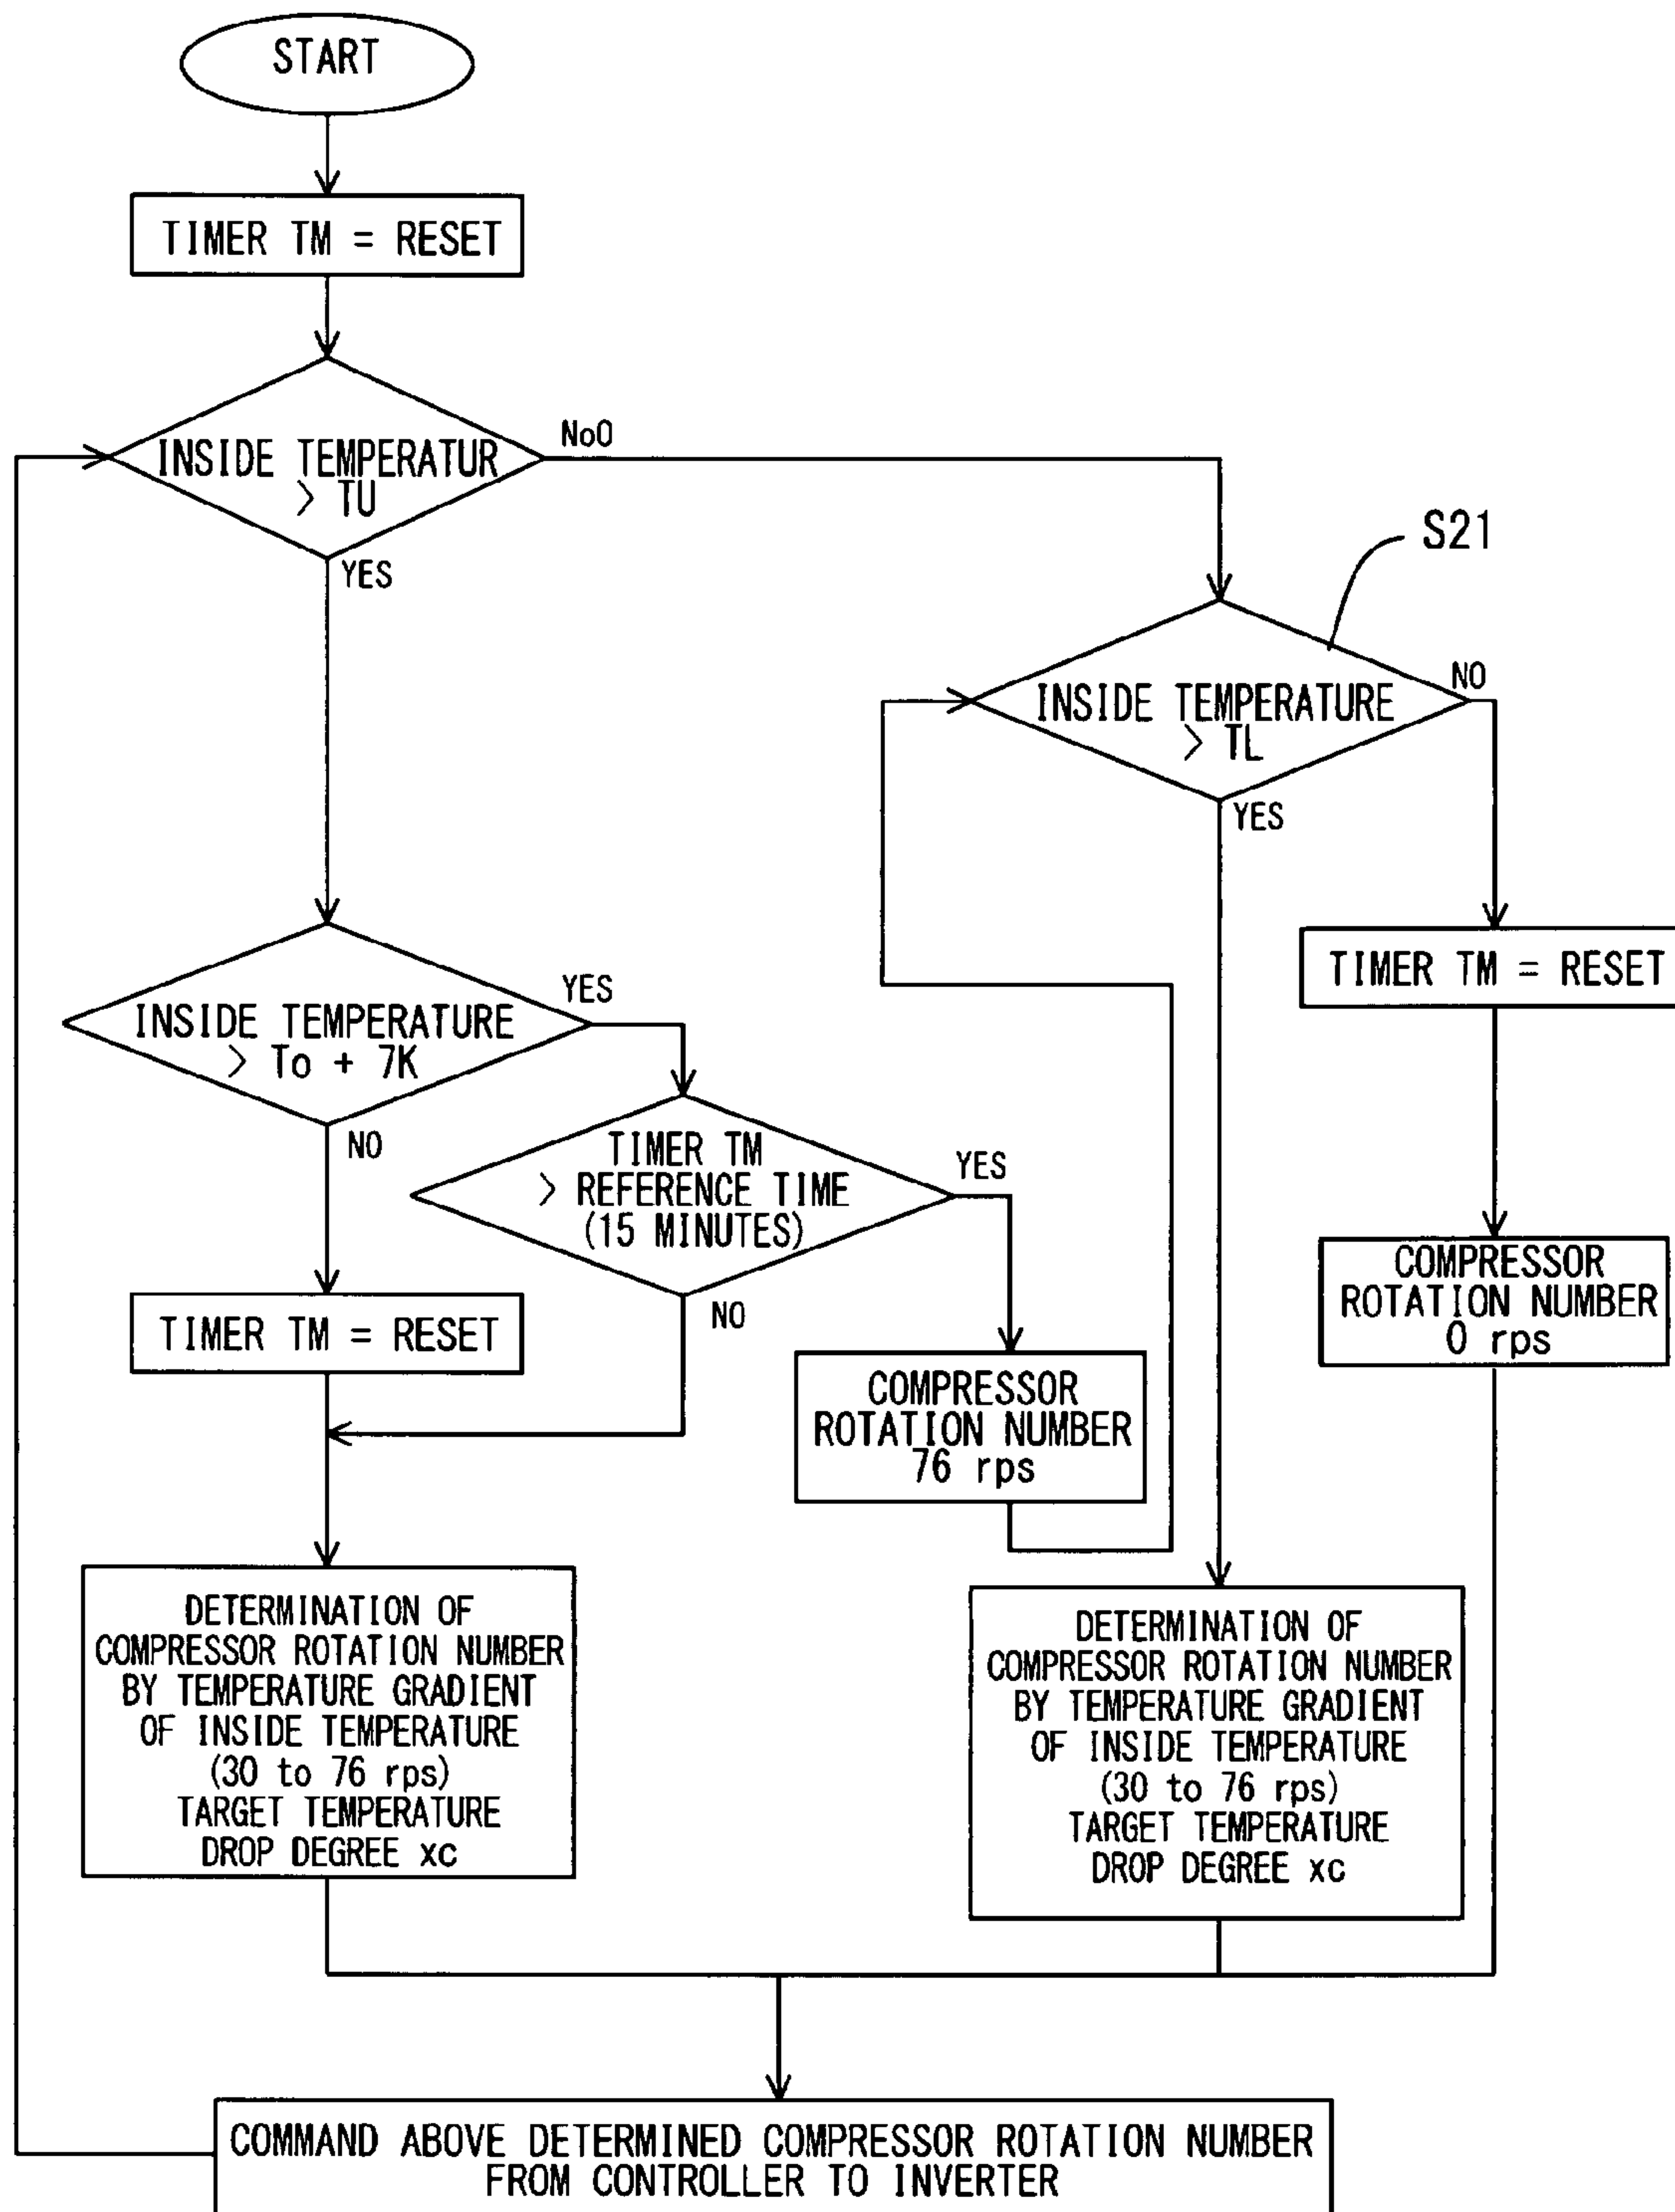 START
TIMER TM = RESET
INSIDE TEMPERATUR
> TU
NoO
YES
S21
INSIDE TEMPERATURE
> TL
NO
YES
TIMER TM = RESET
INSIDE TEMPERATURE
> To + 7K
YES
NO
TIMER TM
> REFERENCE TIME
(15 MINUTES)
YES
NO
TIMER TM = RESET
COMPRESSOR
ROTATION NUMBER
76 rps
COMPRESSOR
ROTATION NUMBER
0 rps
DETERMINATION OF
COMPRESSOR ROTATION NUMBER
BY TEMPERATURE GRADIENT
OF INSIDE TEMPERATURE
(30 to 76 rps)
TARGET TEMPERATURE
DROP DEGREE xc
DETERMINATION OF
COMPRESSOR ROTATION NUMBER
BY TEMPERATURE GRADIENT
OF INSIDE TEMPERATURE
(30 to 76 rps)
TARGET TEMPERATURE
DROP DEGREE xc
COMMAND ABOVE DETERMINED COMPRESSOR ROTATION NUMBER
FROM CONTROLLER TO INVERTER